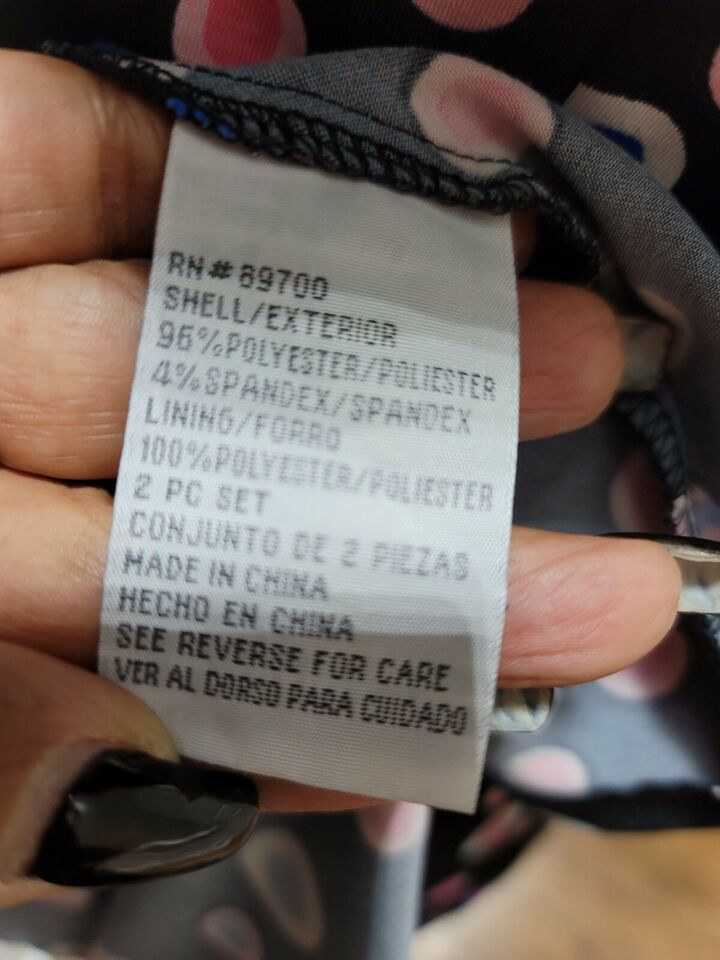 RN # 89700
SHELL/EXTERIOR
96%POLYESTER/POLIESTER
4%SPANDEX/SPANDEX
LINING/FORRO
100%POLYESTER/POLIESTER
2 PC SET
CONJUNTO DE 2 PIEZAS
MADE IN CHINA
HECHO EN CHINA
SEE REVERSE FOR CARE
VER AL DORSO PARA CUIDADO